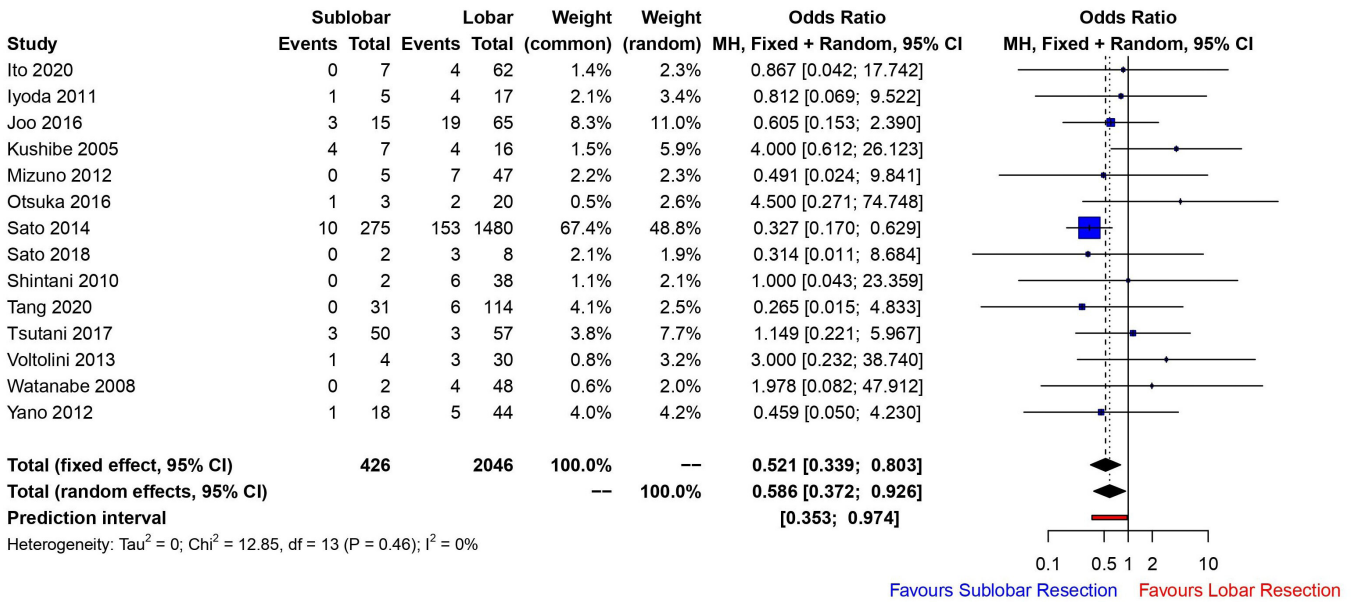 Sublobar Lobar Weight Weight Odds Ratio Odds Ratio
Study Events Total Events Total (common) (random) MH, Fixed + Random, 95% CI MH, Fixed + Random, 95% CI
Ito 2020 0 7 4 62 1.4% 2.3% 0.867 [0.042; 17.742]
Iyoda 2011 1 5 4 17 2.1% 3.4% 0.812 [0.069; 9.522]
Joo 2016 3 15 19 65 8.3% 11.0% 0.605 [0.153; 2.390]
Kushibe 2005 4 7 4 16 1.5% 5.9% 4.000 [0.612; 26.123]
Mizuno 2012 0 5 7 47 2.2% 2.3% 0.491 [0.024; 9.841]
Otsuka 2016 1 3 2 20 0.5% 2.6% 4.500 [0.271; 74.748]
Sato 2014 10 275 153 1480 67.4% 48.8% 0.327 [0.170; 0.629]
Sato 2018 0 2 3 8 2.1% 1.9% 0.314 [0.011; 8.684]
Shintani 2010 0 2 6 38 1.1% 2.1% 1.000 [0.043; 23.359]
Tang 2020 0 31 6 114 4.1% 2.5% 0.265 [0.015; 4.833]
Tsutani 2017 3 50 3 57 3.8% 7.7% 1.149 [0.221; 5.967]
Voltolini 2013 1 4 3 30 0.8% 3.2% 3.000 [0.232; 38.740]
Watanabe 2008 0 2 4 48 0.6% 2.0% 1.978 [0.082; 47.912]
Yano 2012 1 18 5 44 4.0% 4.2% 0.459 [0.050; 4.230]
Total (fixed effect, 95% CI) 426 2046 100.0% −− 0.521 [0.339; 0.803]
Total (random effects, 95% CI) −− 100.0% 0.586 [0.372; 0.926]
Prediction interval [0.353; 0.974]
Heterogeneity: Tau² = 0; Chi² = 12.85, df = 13 (P = 0.46); I² = 0%
0.1 0.5 1 2 10
Favours Sublobar Resection Favours Lobar Resection